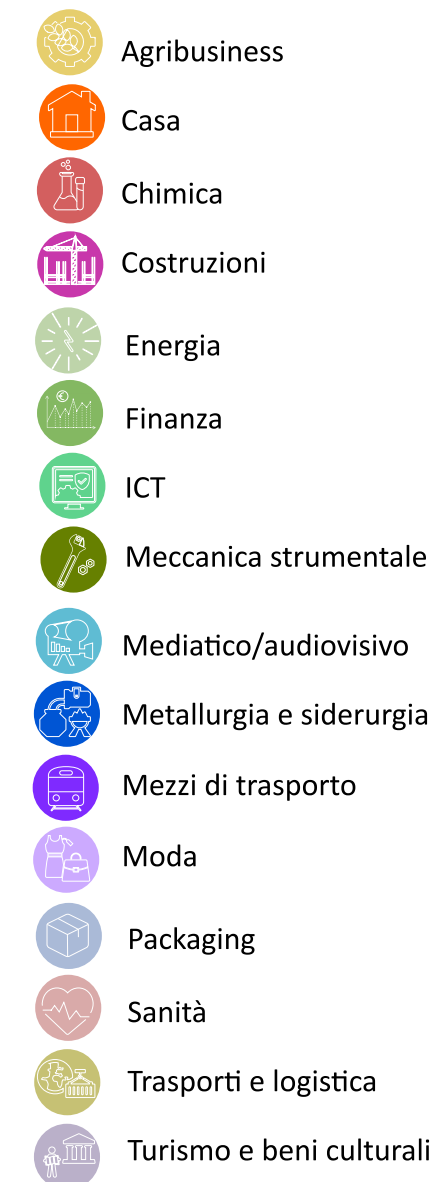 Agribusiness
Casa
Chimica
Costruzioni
Energia
Finanza
ICT
Meccanica strumentale
Mediatico/audiovisivo
Metallurgia e siderurgia
Mezzi di trasporto
Moda
Packaging
Sanità
Trasporti e logistica
Turismo e beni culturali